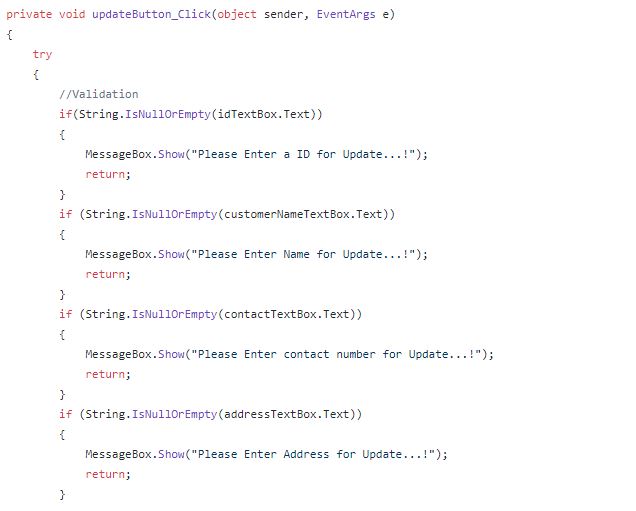 private void updateButton_Click(object sender, EventArgs e)
{
    try
    {
        //Validation
        if(String.IsNullOrEmpty(idTextBox.Text))
        {
            MessageBox.Show("Please Enter a ID for Update...!");
            return;
        }
        if (String.IsNullOrEmpty(customerNameTextBox.Text))
        {
            MessageBox.Show("Please Enter Name for Update...!");
            return;
        }
        if (String.IsNullOrEmpty(contactTextBox.Text))
        {
            MessageBox.Show("Please Enter contact number for Update...!");
            return;
        }
        if (String.IsNullOrEmpty(addressTextBox.Text))
        {
            MessageBox.Show("Please Enter Address for Update...!");
            return;
        }